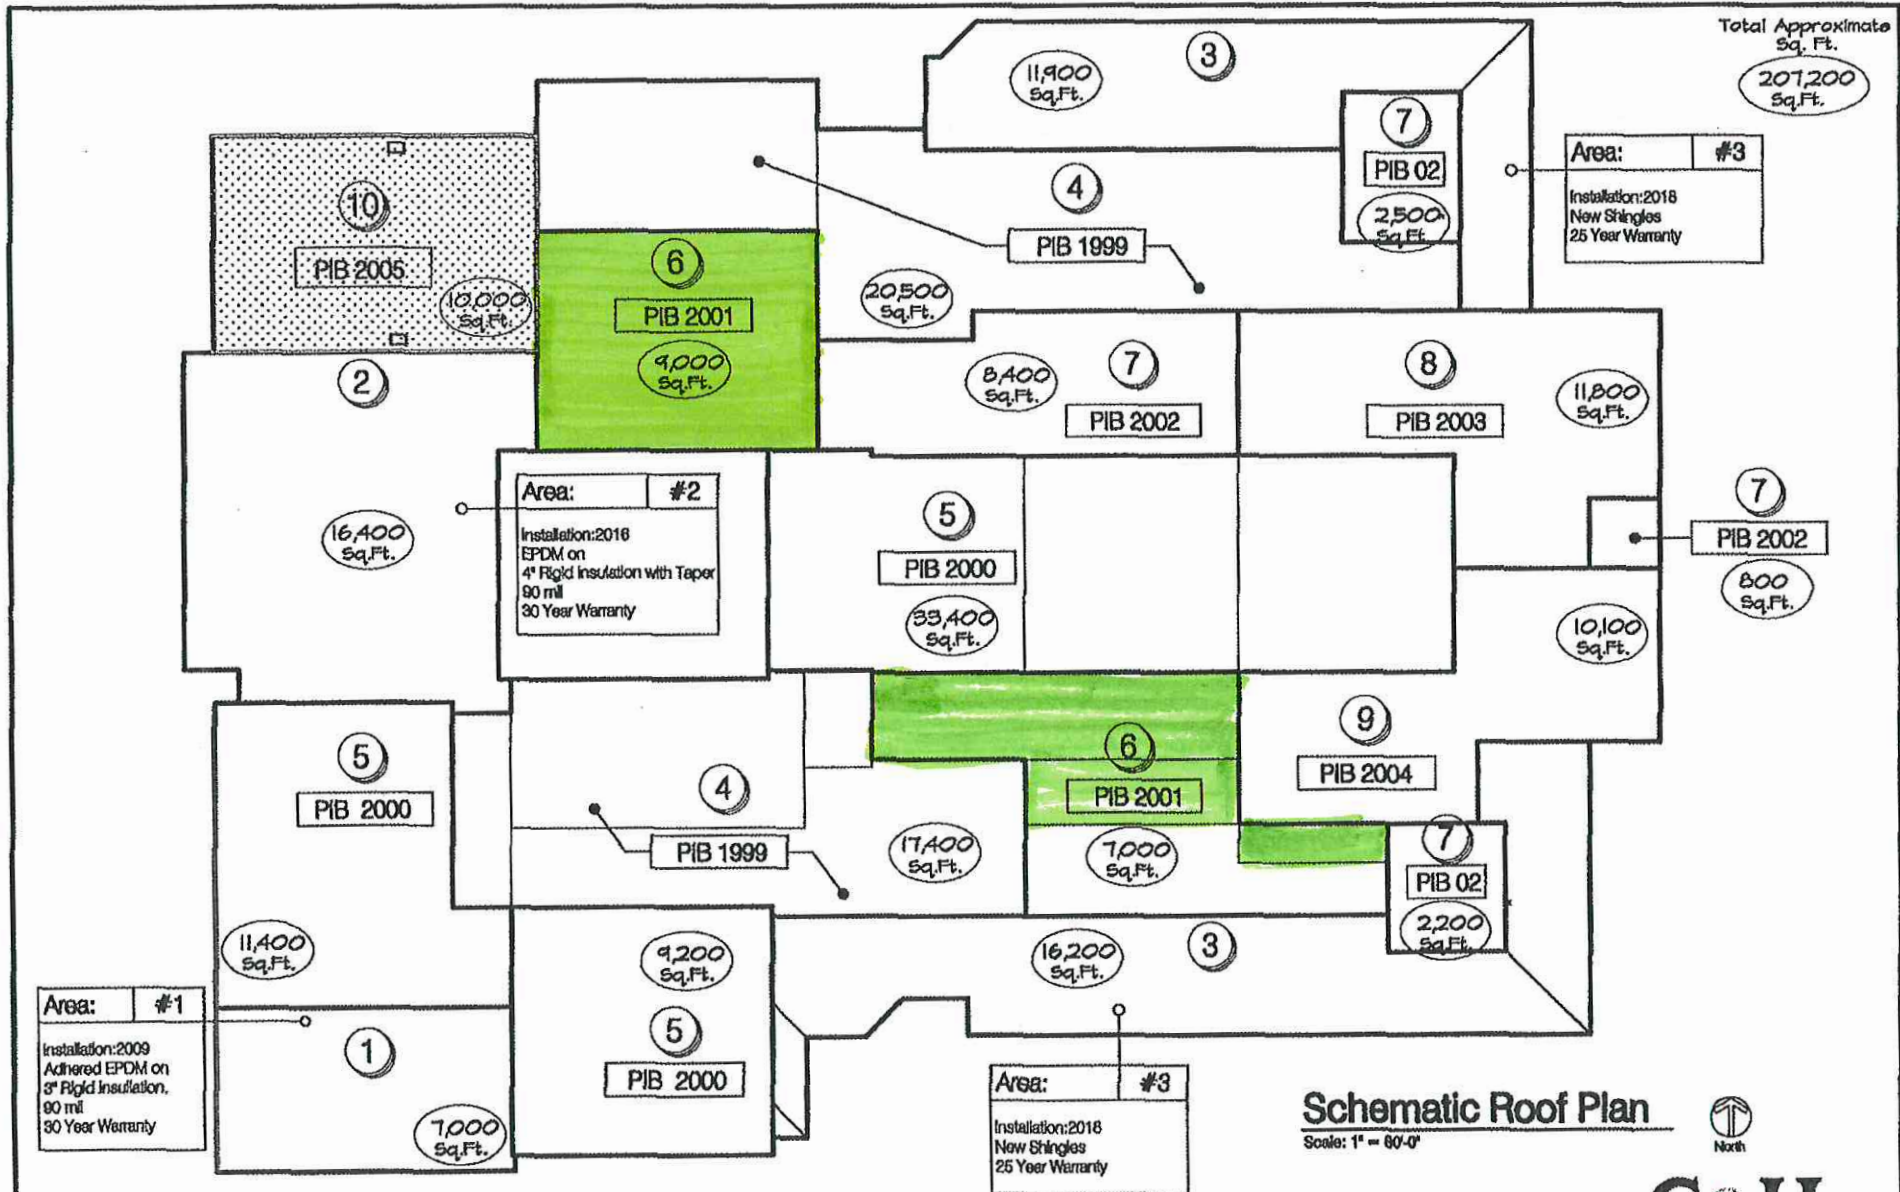 Total Approximate
Sq. Ft.
207,200
Sq.Ft.
3
11,900
Sq.Ft.
7
PIB 02
2,500
Sq.Ft.
Area: #3
Installation:2018
New Shingles
25 Year Warranty
10
PIB 2005
10,000
Sq.Ft.
4
PIB 1999
20,500
Sq.Ft.
6
PIB 2001
9,000
Sq.Ft.
2
16,400
Sq.Ft.
Area: #2
Installation:2016
EPDM on
4" Rigid Insulation with Taper
90 mil
30 Year Warranty
8,400
Sq.Ft.
7
PIB 2002
8
PIB 2003
11,800
Sq.Ft.
5
PIB 2000
33,400
Sq.Ft.
7
PIB 2002
800
Sq.Ft.
10,100
Sq.Ft.
9
PIB 2004
5
PIB 2000
11,400
Sq.Ft.
4
PIB 1999
17,400
Sq.Ft.
6
PIB 2001
7,000
Sq.Ft.
7
PIB 02
2,200
Sq.Ft.
9,200
Sq.Ft.
5
PIB 2000
16,200
Sq.Ft.
3
Area: #1
Installation:2009
Adhered EPDM on
3" Rigid Insulation.
90 mil
30 Year Warranty
1
7,000
Sq.Ft.
Area: #3
Installation:2018
New Shingles
25 Year Warranty
Schematic Roof Plan
Scale: 1" = 60'-0"
North